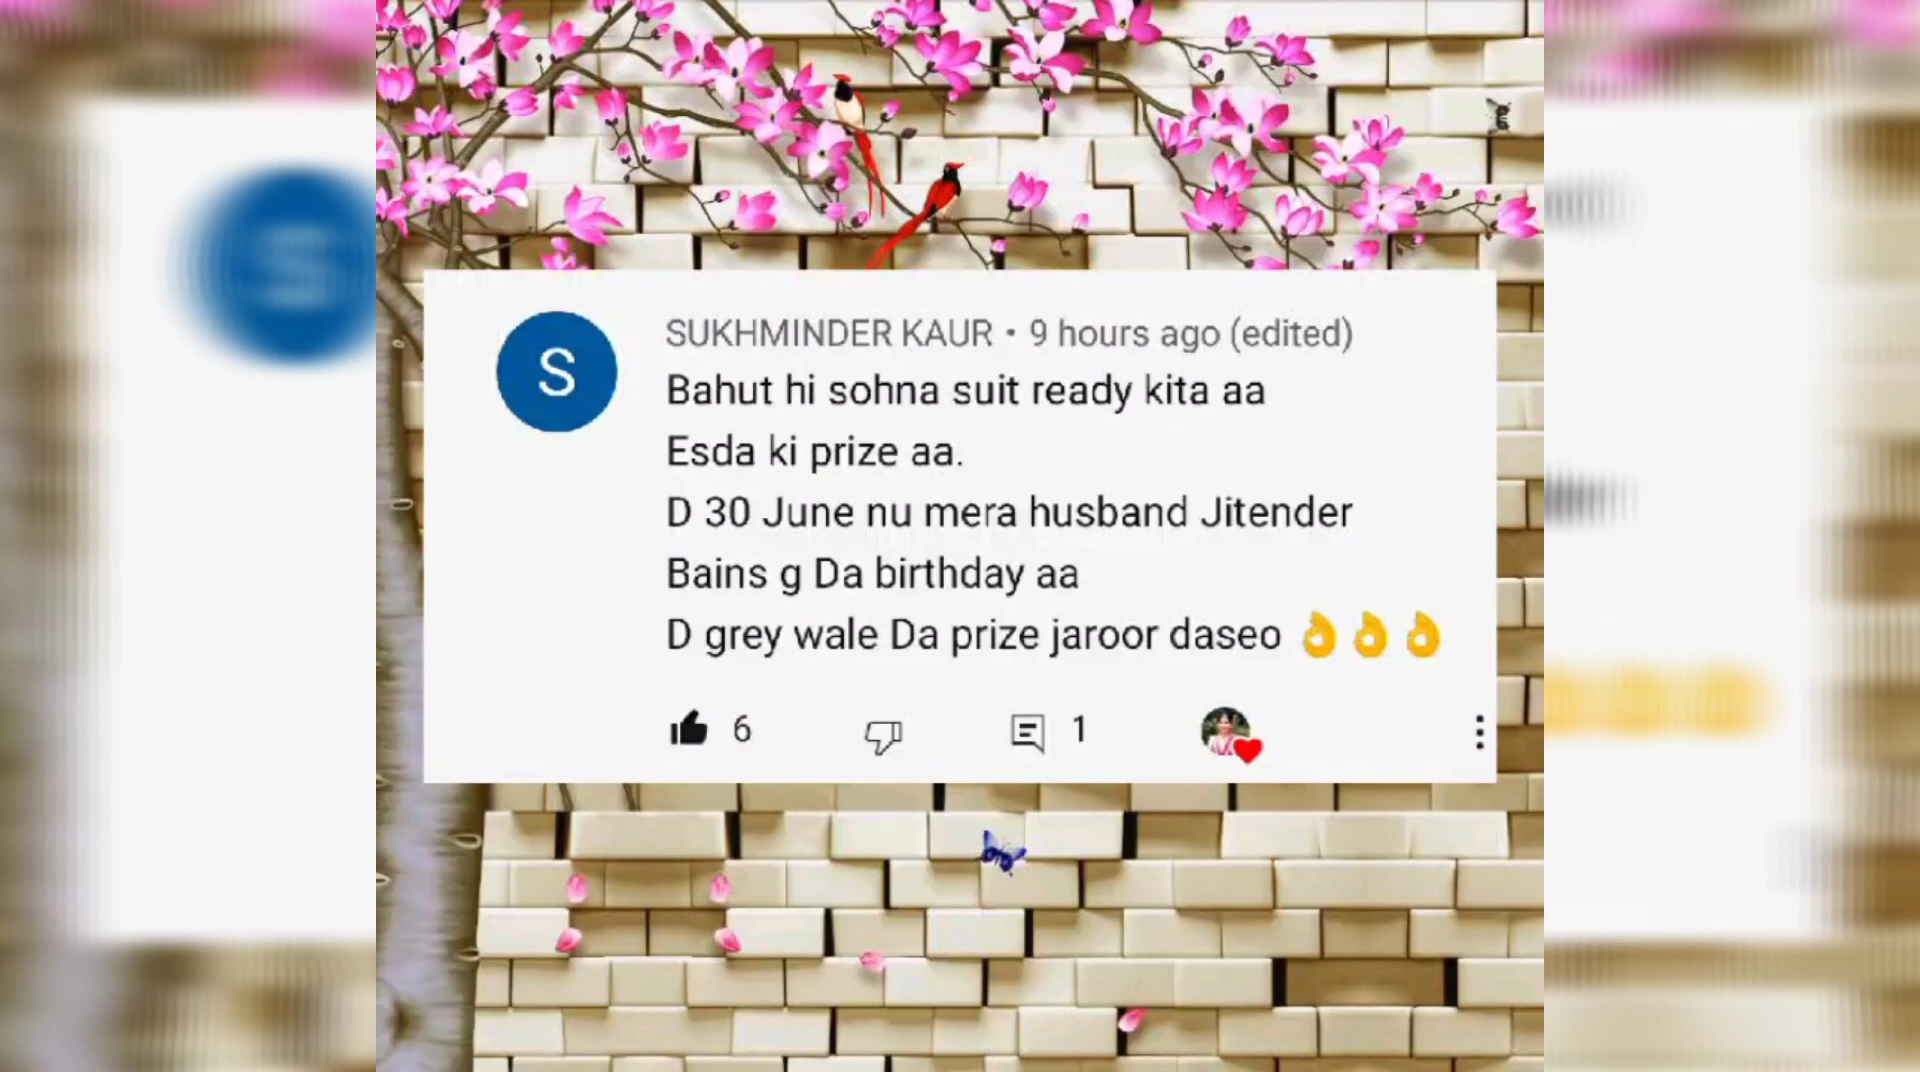 S
SUKHMINDER KAUR • 9 hours ago (edited)
Bahut hi sohna suit ready kita aa
Esda ki prize aa.
D 30 June nu mera husband Jitender
Bains g Da birthday aa
D grey wale Da prize jaroor daseo 👌👌👌
6 1